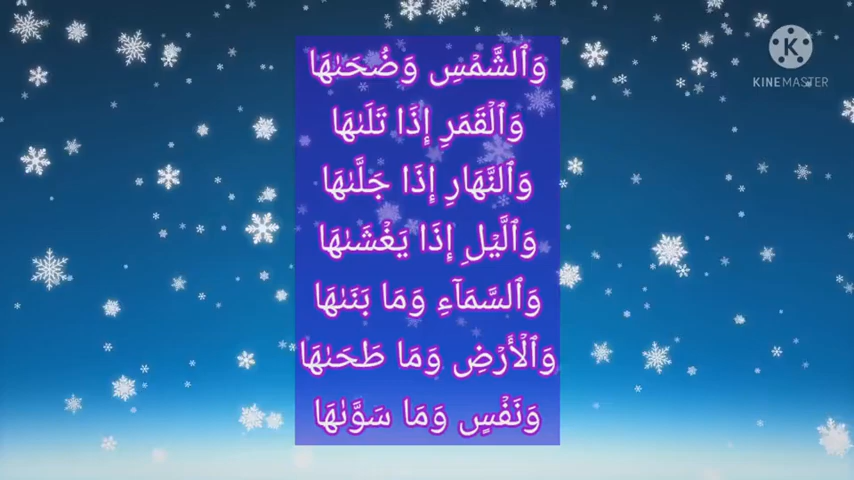 وَٱلشَّمْسِ وَضُحَىٰهَا
وَٱلْقَمَرِ إِذَا تَلَىٰهَا
وَٱلنَّهَارِ إِذَا جَلَّىٰهَا
وَٱلَّيْلِ إِذَا يَغْشَىٰهَا
وَٱلسَّمَآءِ وَمَا بَنَىٰهَا
وَٱلْأَرْضِ وَمَا طَحَىٰهَا
وَنَفْسٍ وَمَا سَوَّىٰهَا
K
KINEMASTER